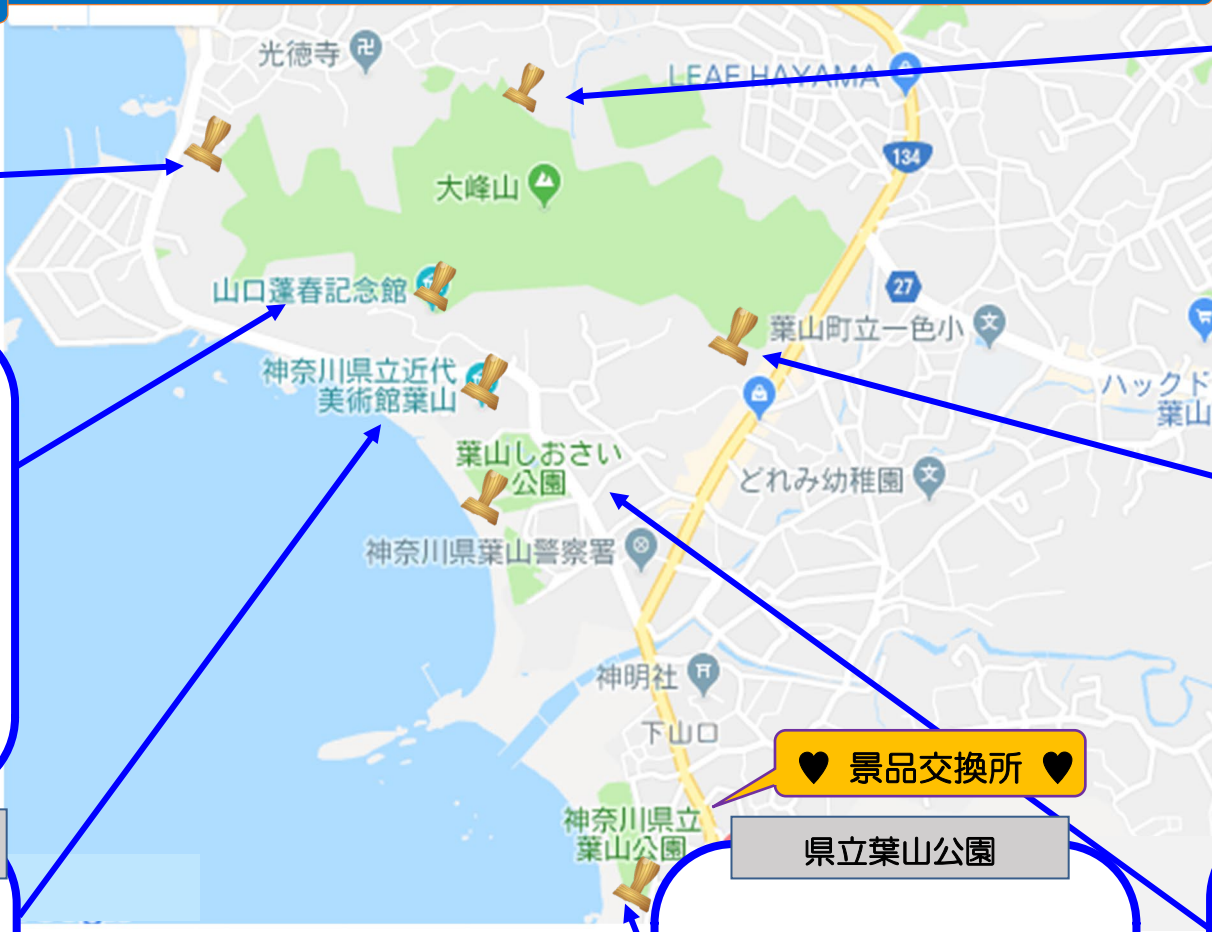 光徳寺
LEAF HAYAMA
134
大峰山
27
山口蓬春記念館
葉山町立一色小
神奈川県立近代
美術館葉山
ハックド
葉山
葉山しおさい
公園
どれみ幼稚園
神奈川県葉山警察署
神明社
下山口
♥ 景品交換所 ♥
神奈川県立
葉山公園
県立葉山公園